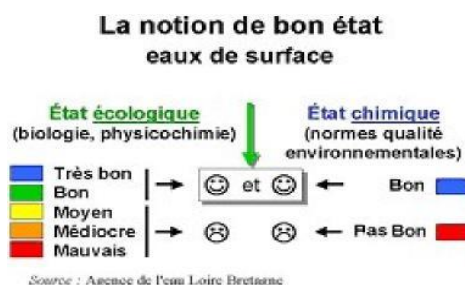 La notion de bon état
eaux de surface
État écologique
(biologie, physicochimie)
État chimique
(normes qualité
environnementales)
Très bon
Bon
Moyen
Médiocre
Mauvais
et
Bon
Pas Bon
Source : Agence de l'eau Loire Bretagne